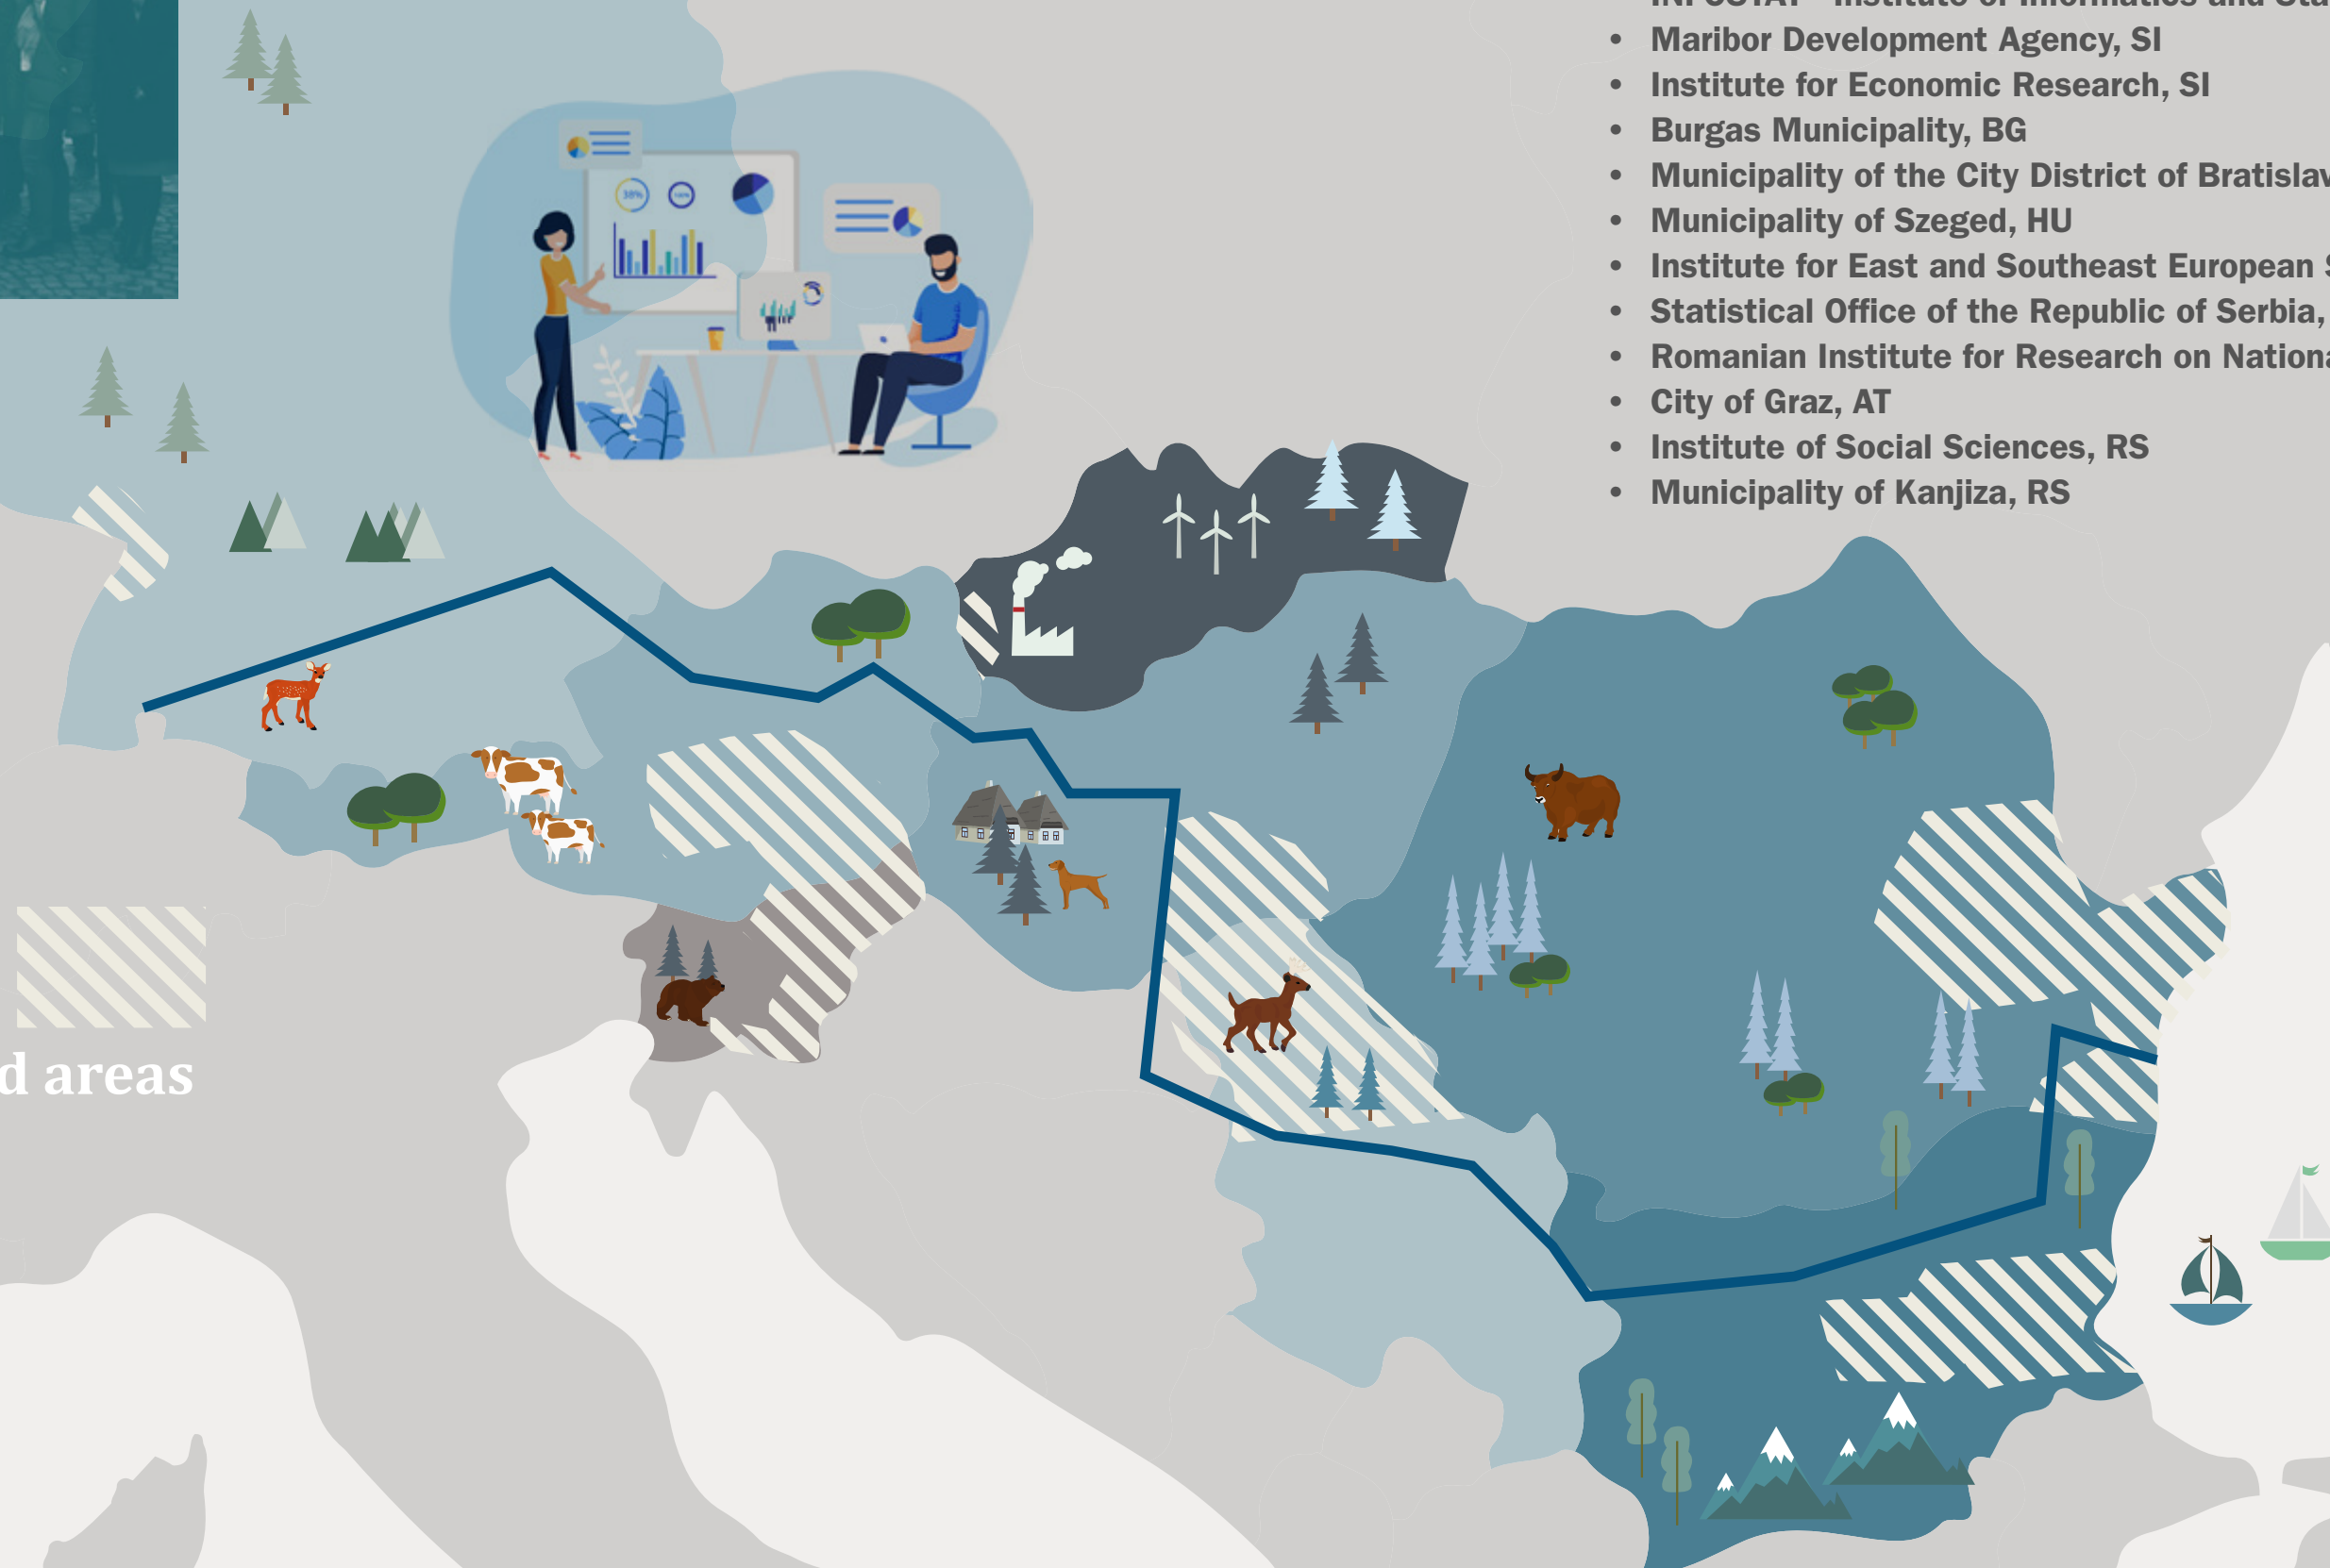 • Maribor Development Agency, SI
• Institute for Economic Research, SI
• Burgas Municipality, BG
• Municipality of the City District of
• Municipality of Szeged, HU
• Institute for East and Southeast European
• Statistical Office of the Republic of Serbia,
• Romanian Institute for Research on
• City of Graz, AT
• Institute of Social Sciences, RS
• Municipality of Kanjiza, RS
38%
areas